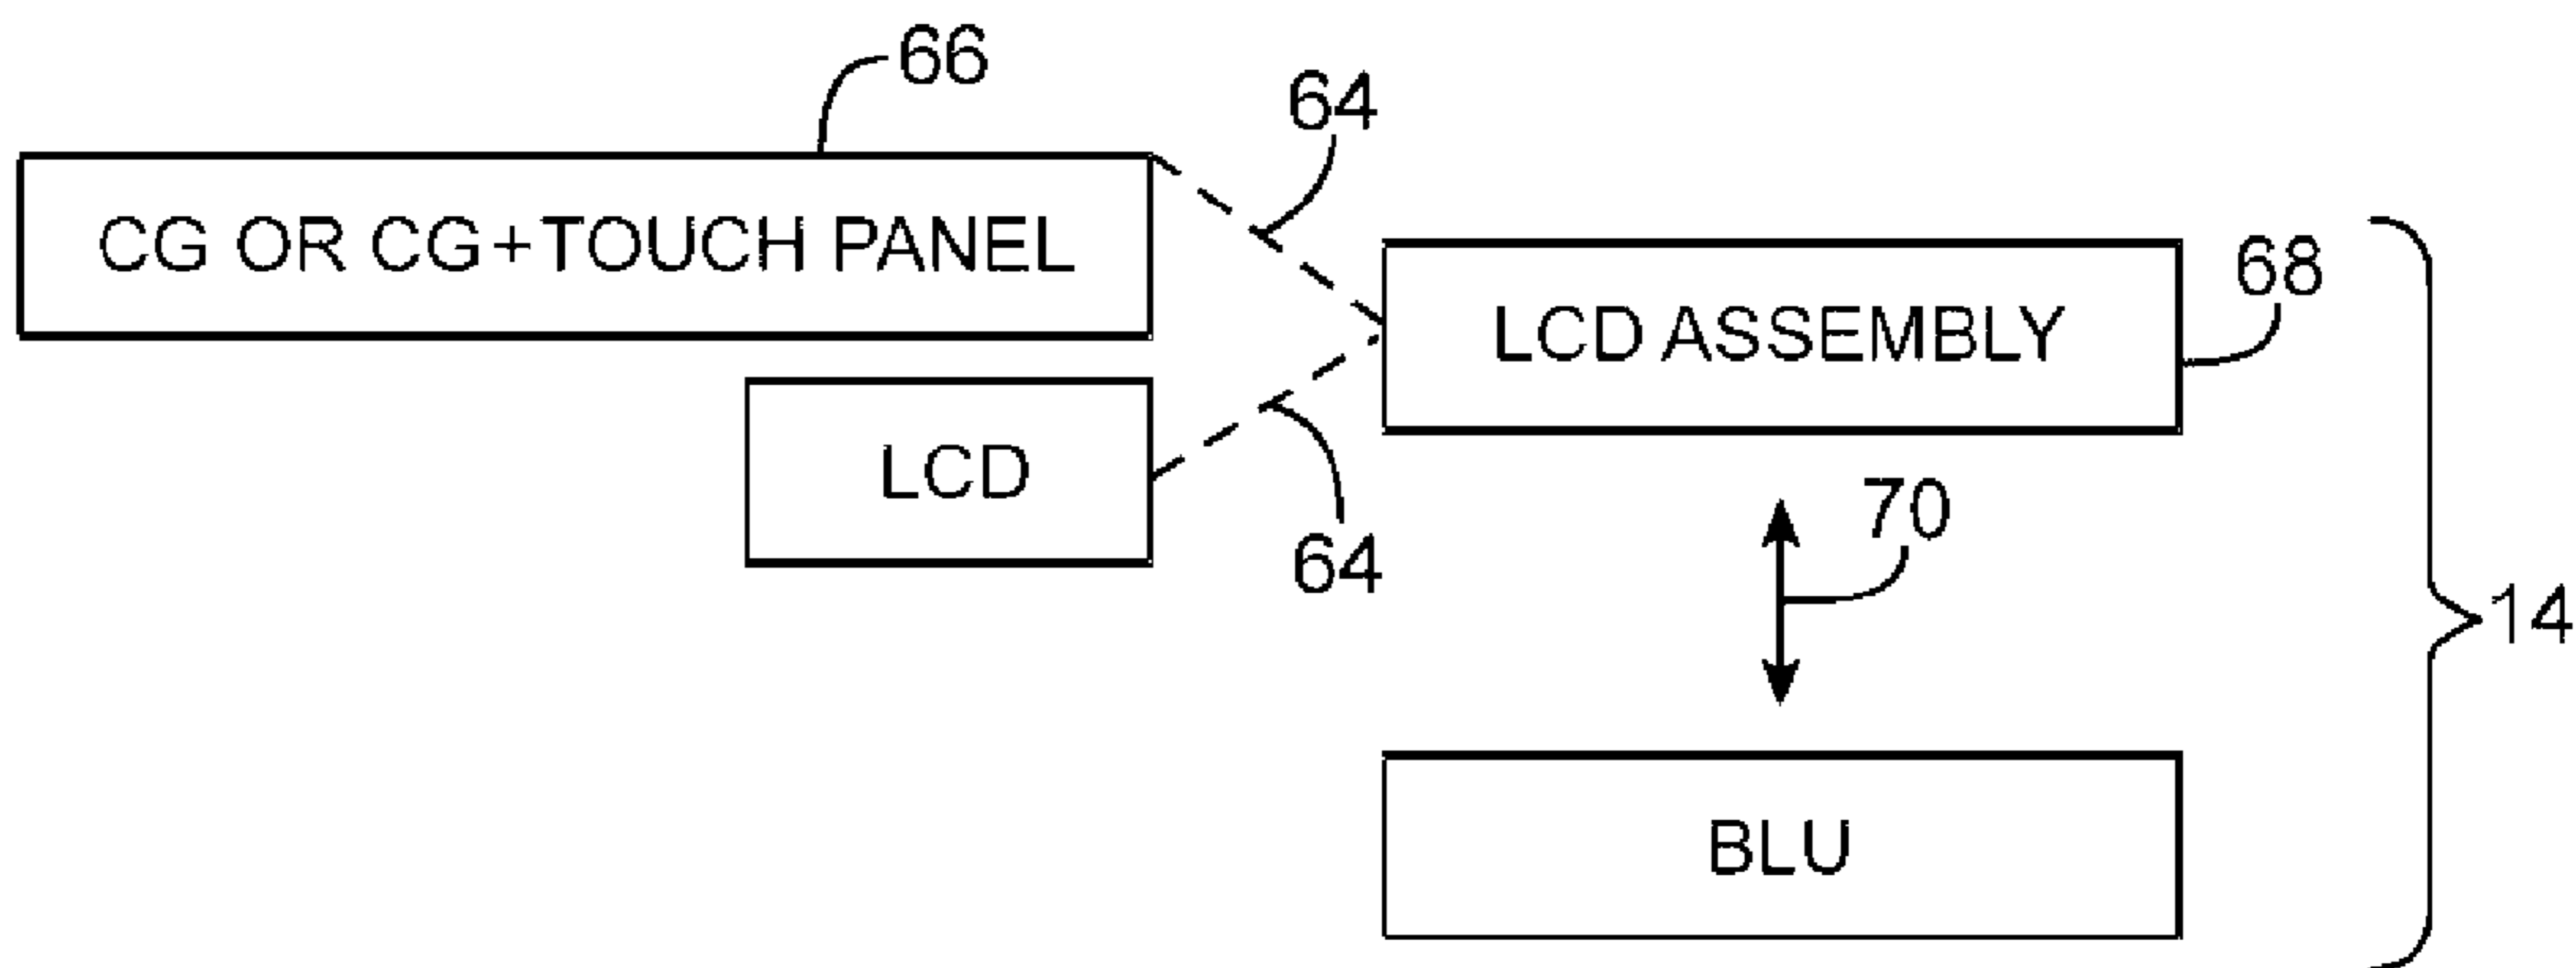 66
64
CG OR CG+TOUCH PANEL
68
LCD ASSEMBLY
LCD
70
64
14
BLU